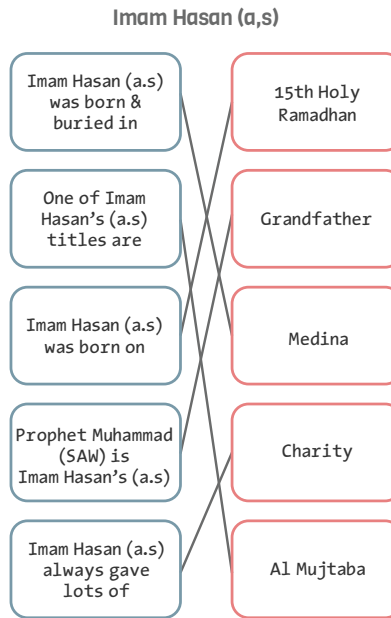 Imam Hasan (a,s)
Imam Hasan (a.s)
was born &
buried in
15th Holy
Ramadhan
One of Imam
Hasan's (a.s)
titles are
Grandfather
Imam Hasan (a.s)
was born on
Medina
Prophet Muhammad
(SAW) is
Imam Hasan's (a.s)
Charity
Imam Hasan (a.s)
always gave
lots of
Al Mujtaba